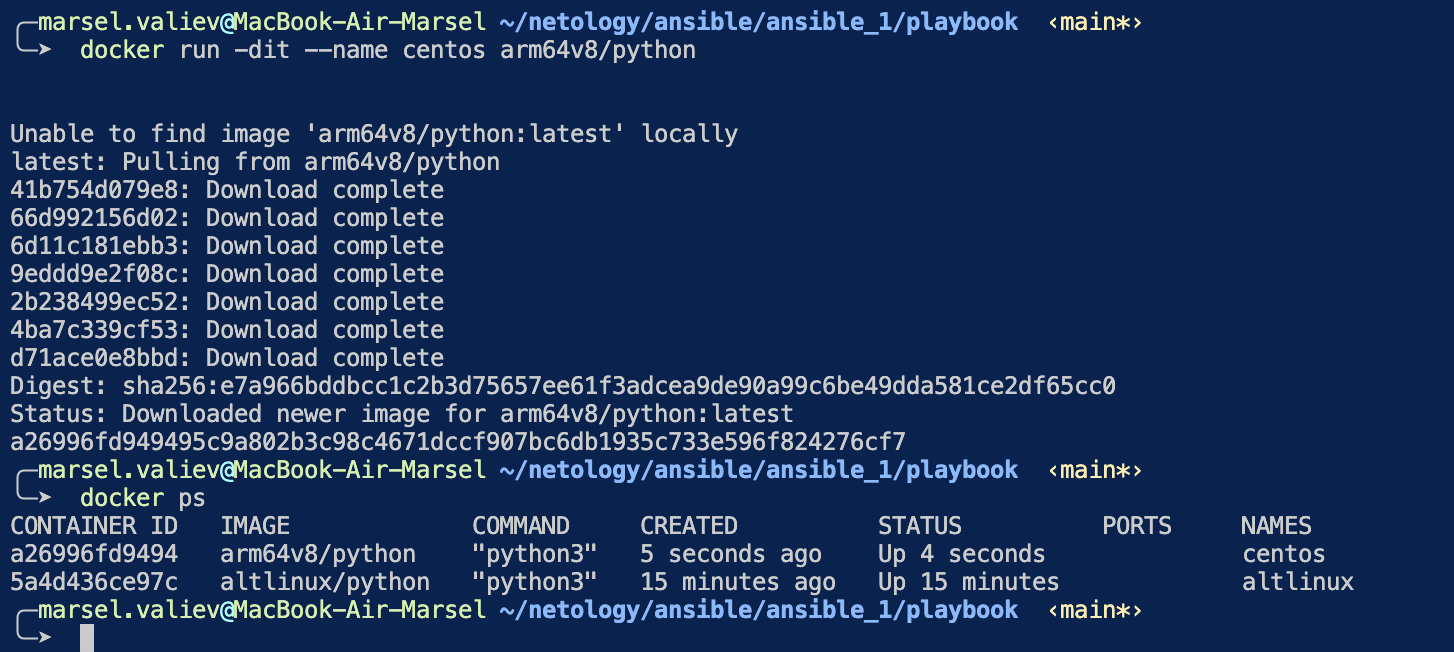 marsel.valiev@MacBook-Air-Marsel ~/netology/ansible/ansible_1/playbook ‹main*›
docker run -dit --name centos arm64v8/python
Unable to find image 'arm64v8/python:latest' locally
latest: Pulling from arm64v8/python
41b754d079e8: Download complete
66d992156d02: Download complete
6d11c181ebb3: Download complete
9eddd9e2f08c: Download complete
2b238499ec52: Download complete
4ba7c339cf53: Download complete
d71ace0e8bbd: Download complete
Digest: sha256:e7a966bddbcc1c2b3d75657ee61f3adcea9de90a99c6be49dda581ce2df65cc0
Status: Downloaded newer image for arm64v8/python:latest
a26996fd949495c9a802b3c98c4671dccf907bc6db1935c733e596f824276cf7
marsel.valiev@MacBook-Air-Marsel ~/netology/ansible/ansible_1/playbook ‹main*›
docker ps
CONTAINER ID IMAGE COMMAND CREATED STATUS PORTS NAMES
a26996fd9494 arm64v8/python "python3" 5 seconds ago Up 4 seconds centos
5a4d436ce97c altlinux/python "python3" 15 minutes ago Up 15 minutes altlinux
marsel.valiev@MacBook-Air-Marsel ~/netology/ansible/ansible_1/playbook ‹main*›